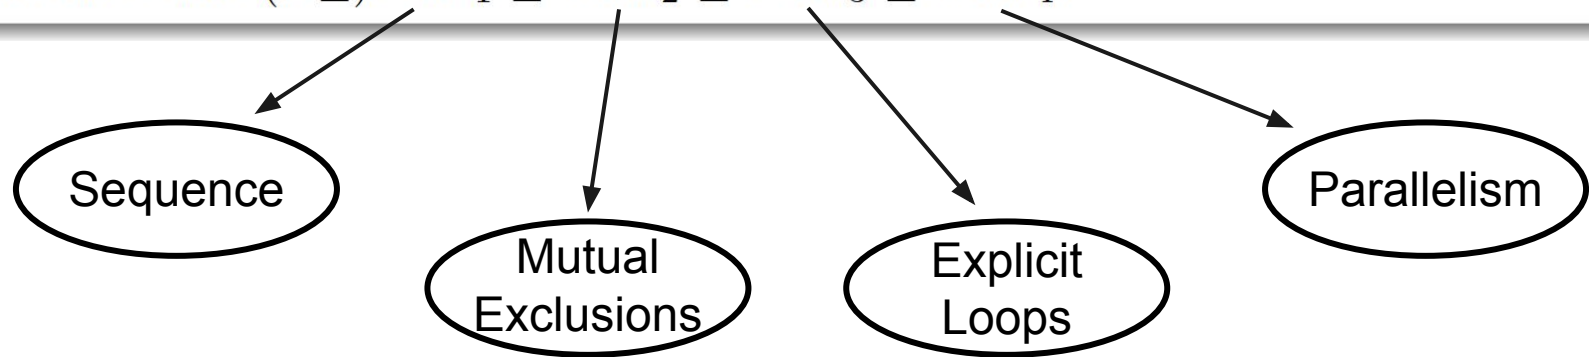 Sequence
Mutual
Exclusions
Explicit
Loops
Parallelism